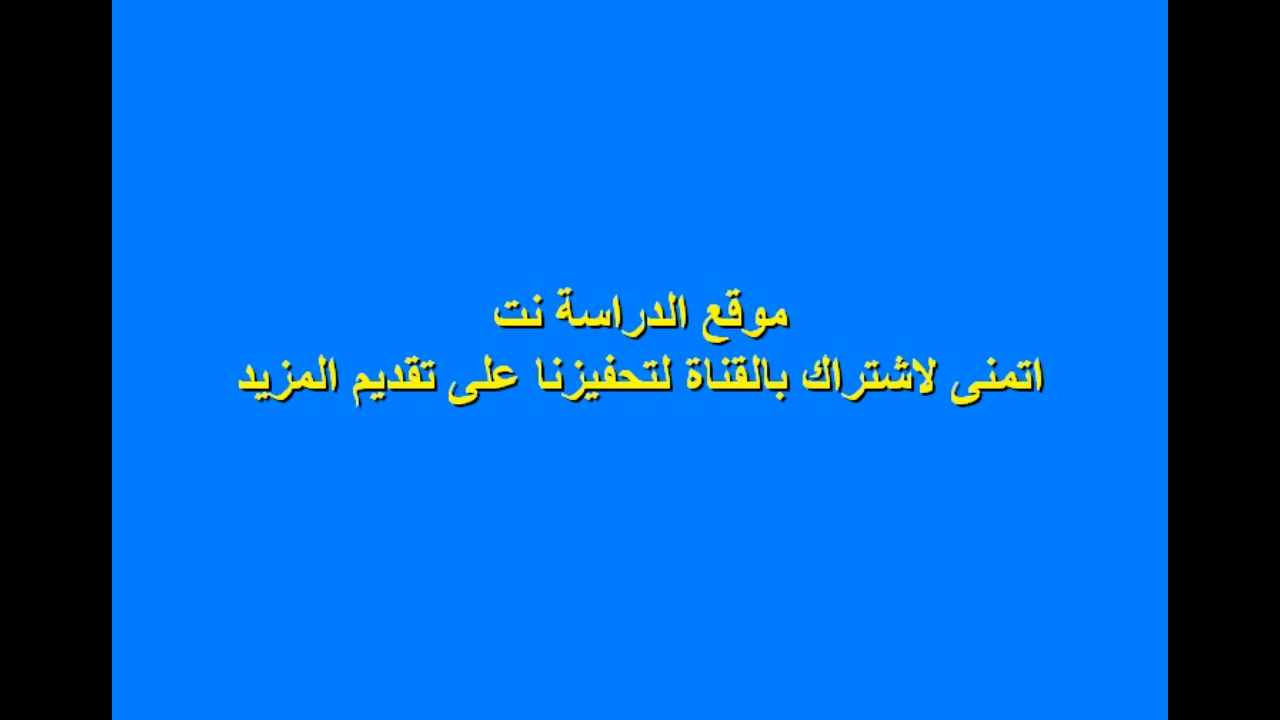 موقع الدراسة نت
اتمنى لاشتراك بالقناة لتحفيزنا على تقديم المزيد